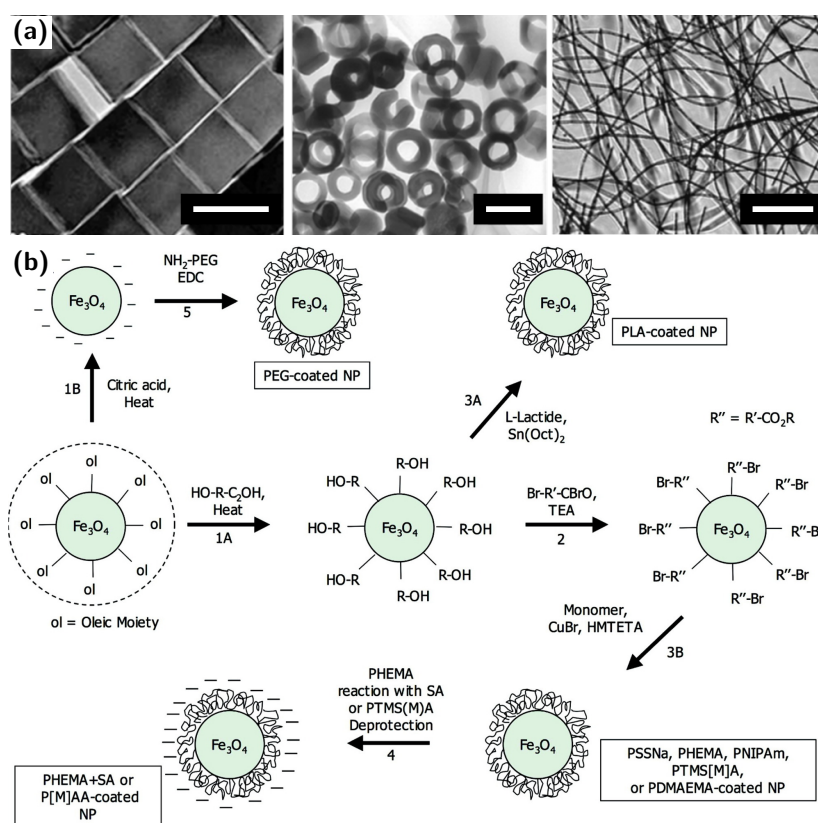 (a)
(b)
NH₂-PEG
EDC
5
Fe₃O₄
Fe₃O₄
PEG-coated NP
Fe₃O₄
PLA-coated NP
1B
Citric acid,
Heat
3A
L-Lactide,
Sn(Oct)₂
R″ = R′-CO₂R
ol
ol
ol
ol
ol
ol
ol
ol
Fe₃O₄
ol = Oleic Moiety
HO-R-C₂OH,
Heat
1A
R-OH
HO-R
R-OH
HO-R
Fe₃O₄
R-OH
HO-R
R-OH
R-OH
Br-R′-CBrO,
TEA
2
R″-Br
Br-R″
R″-Br
Br-R″
Fe₃O₄
R″-B
Br-R″
R″-Br
R″-Br
Monomer,
CuBr, HMTETA
3B
PHEMA
reaction with SA
or PTMS(M)A
Deprotection
4
Fe₃O₄
Fe₃O₄
PHEMA+SA or
P[M]AA-coated
NP
PSSNa, PHEMA, PNIPAm,
PTMS[M]A,
or PDMAEMA-coated NP